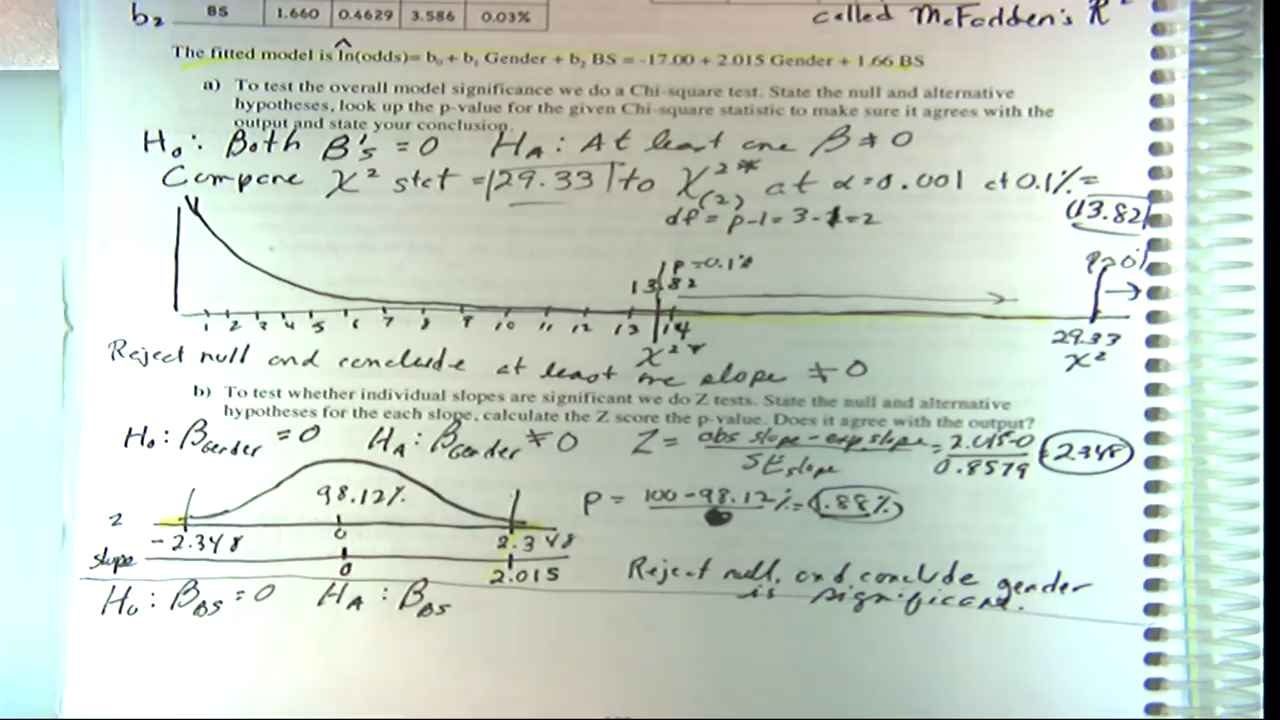 b₂ BS 1.660 0.4629 3.586 0.03%
called McFadden's R²
The fitted model is ln̂(odds)= b₀ + b₁ Gender + b₂ BS = -17.00 + 2.015 Gender + 1.66 BS
a) To test the overall model significance we do a Chi-square test. State the null and alternative
hypotheses, look up the p-value for the given Chi-square statistic to make sure it agrees with the
output and state your conclusion.
H₀: Both B's = 0 H_A: At least one β ≠ 0
Compare χ² stat = 29.33 to χ²*₍₂₎ at α=0.001 at 0.1% =
(13.82)
df = p-1 = 3-1=2
p=0.1%
13.82
p≈0%
1 2 3 4 5 6 7 8 9 10 11 12 13 14
29.33
χ²*
χ²
Reject null and conclude at least one slope ≠ 0
b) To test whether individual slopes are significant we do Z tests. State the null and alternative
hypotheses for the each slope, calculate the Z score the p-value. Does it agree with the output?
H₀: β_Gender = 0 H_A: β_Gender ≠ 0 Z = obs slope - exp slope / SE_slope = 2.015-0 / 0.8579 = 2.348
98.12% P = 100-98.12% = 1.88%
Z -2.348 0 2.348
slope 0 2.015
Reject null, and conclude gender
is significant.
H₀: β_BS = 0 H_A: β_BS